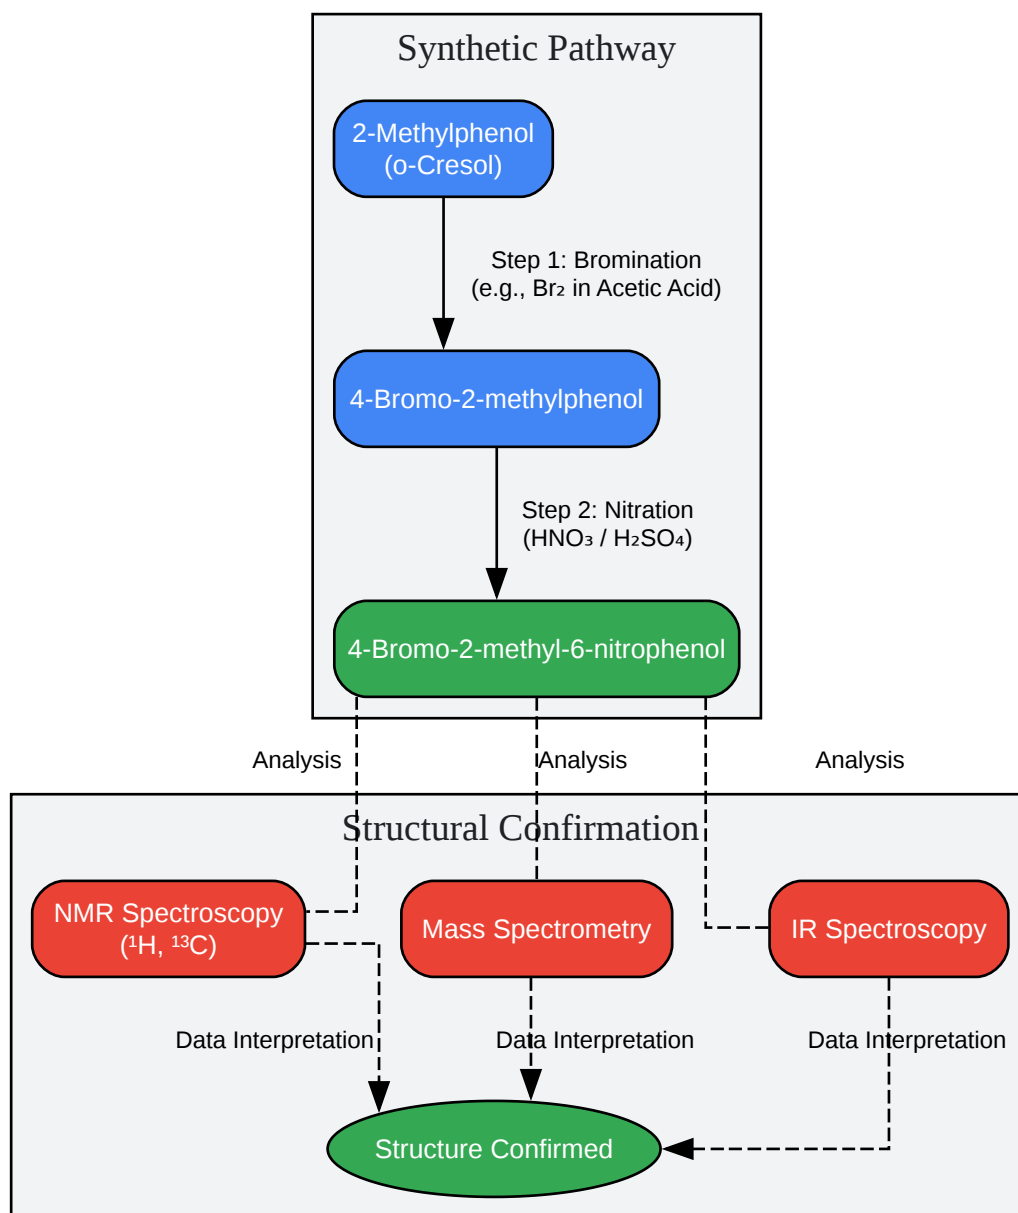 Synthetic Pathway
2-Methylphenol
(o-Cresol)
Step 1: Bromination
(e.g., Br₂ in Acetic Acid)
4-Bromo-2-methylphenol
Step 2: Nitration
(HNO₃ / H₂SO₄)
4-Bromo-2-methyl-6-nitrophenol
Analysis
Analysis
Analysis
Structural Confirmation
NMR Spectroscopy
(¹H, ¹³C)
Mass Spectrometry
IR Spectroscopy
Data Interpretation
Data Interpretation
Data Interpretation
Structure Confirmed